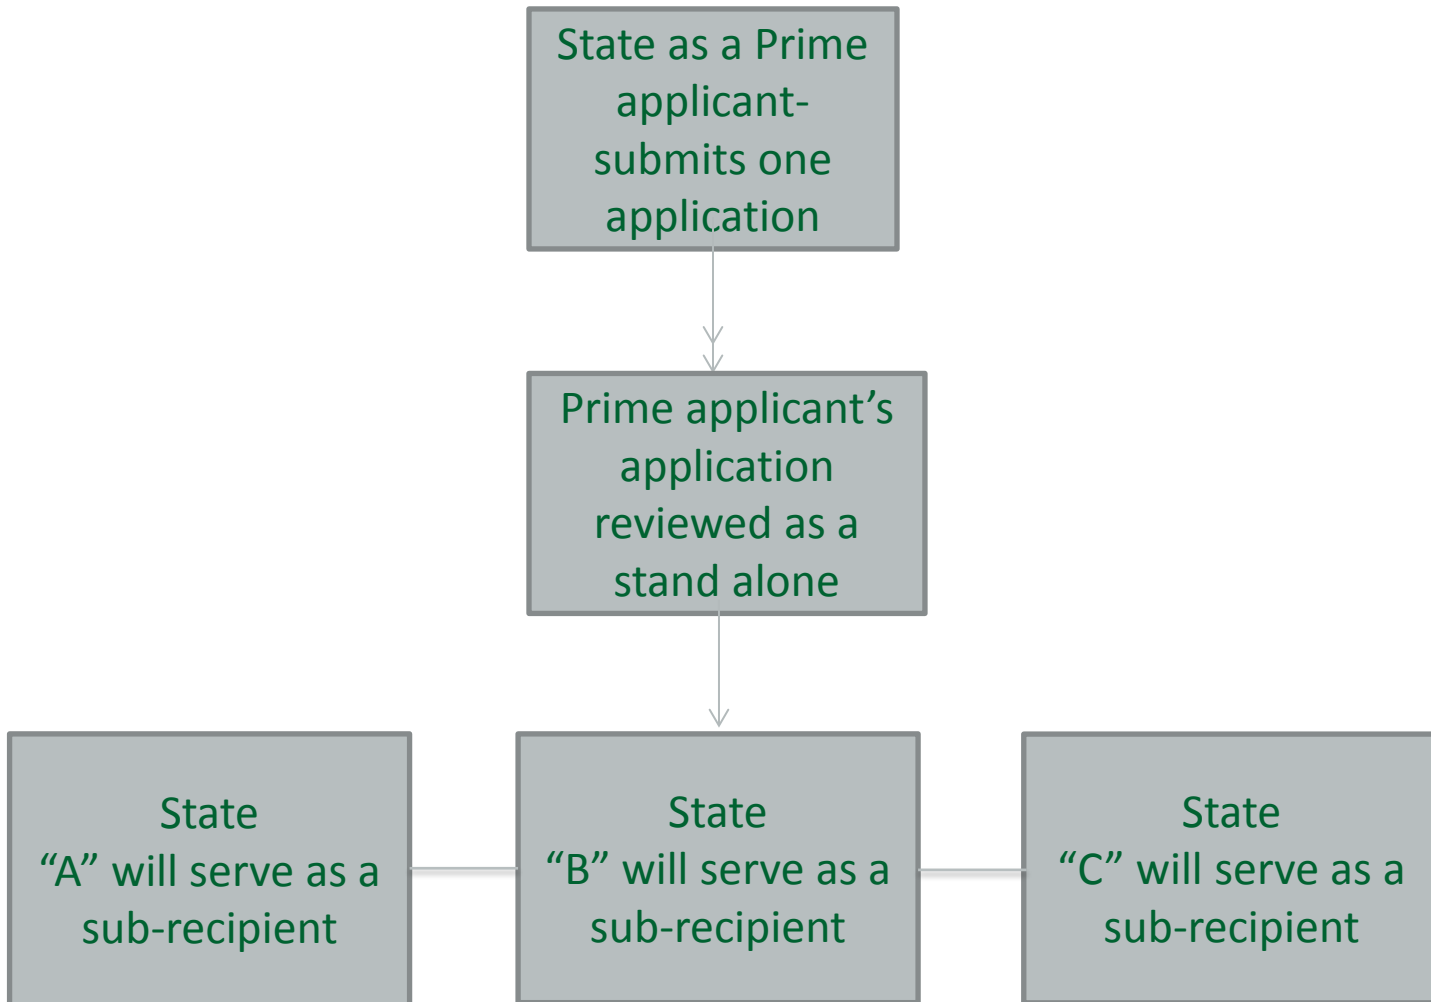 State as a Prime
applicant-
submits one
application
Prime applicant’s
application
reviewed as a
stand alone
State
“A” will serve as a
sub-recipient
State
“B” will serve as a
sub-recipient
State
“C” will serve as a
sub-recipient